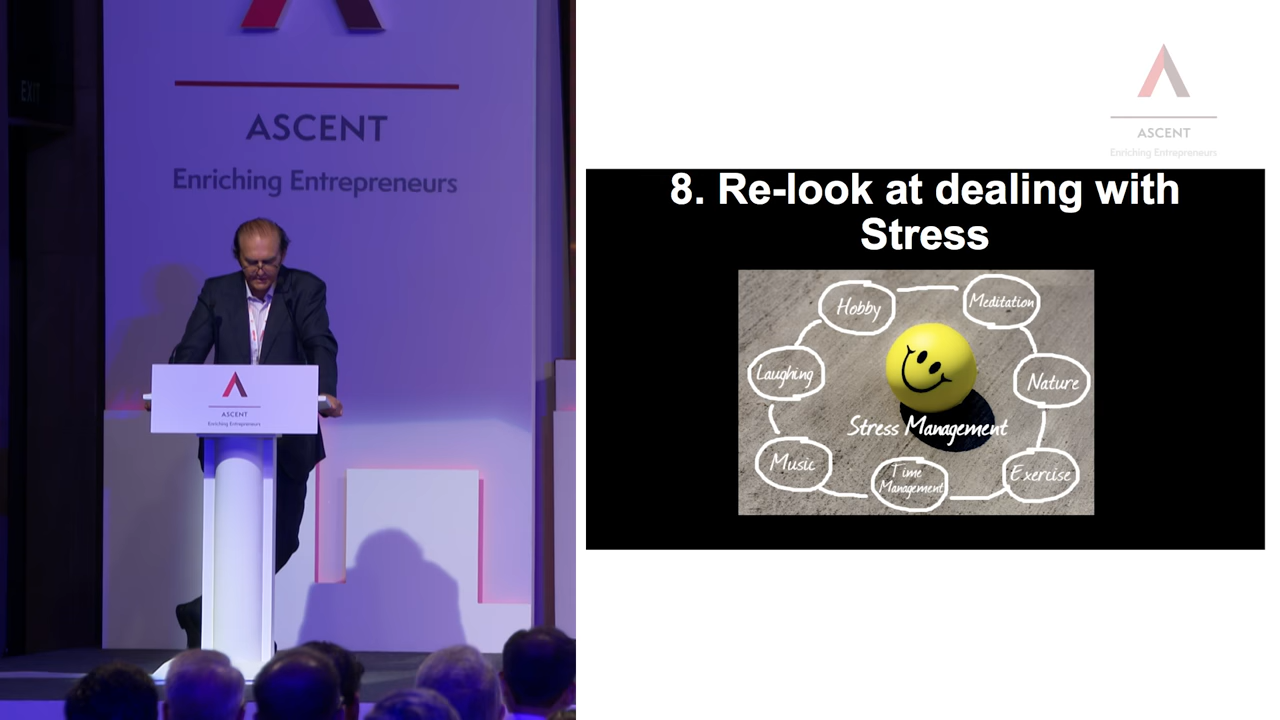 EXIT
ASCENT
Enriching Entrepreneurs
ASCENT
Enriching Entrepreneurs
ASCENT
Enriching Entrepreneurs
8. Re-look at dealing with
Stress
Hobby
Meditation
Laughing
Nature
Stress Management
Music
Time
Management
Exercise